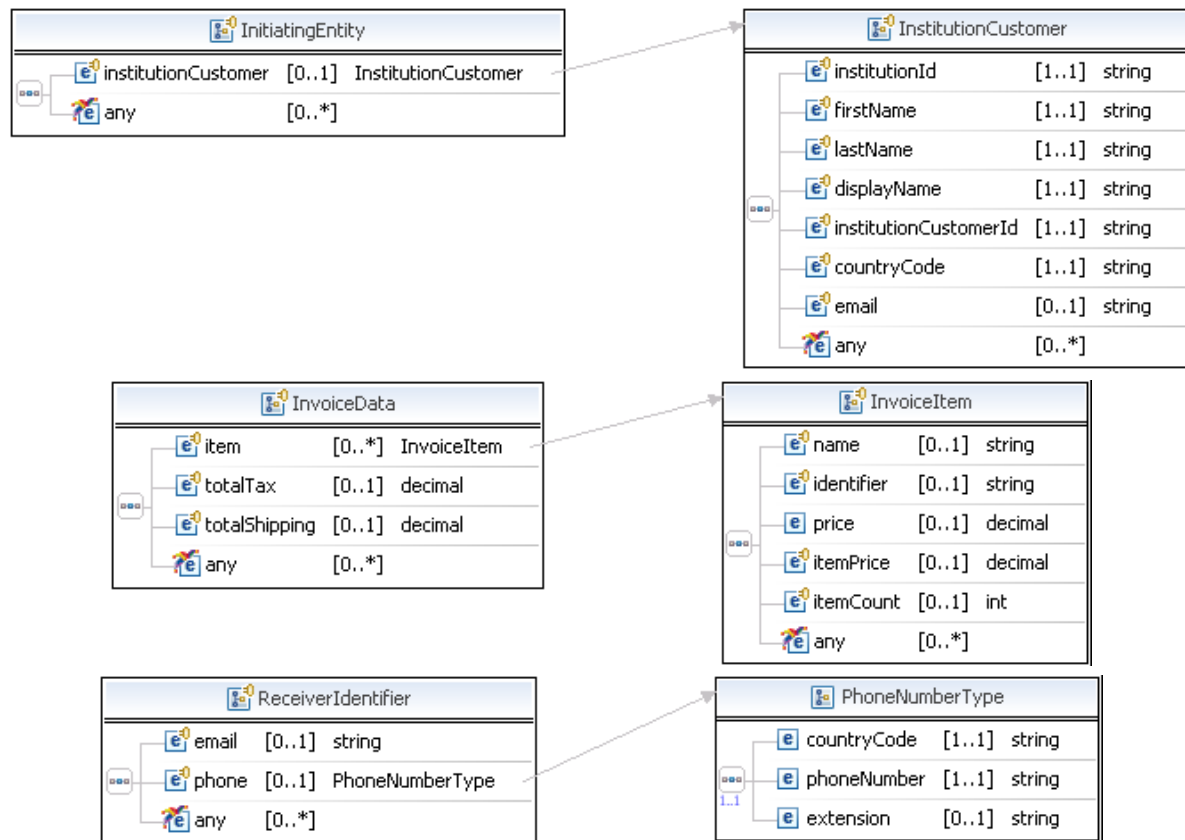 InitiatingEntity
institutionCustomer [0..1] InstitutionCustomer
any [0..*]
InstitutionCustomer
institutionId [1..1] string
firstName [1..1] string
lastName [1..1] string
displayName [1..1] string
institutionCustomerId [1..1] string
countryCode [1..1] string
email [0..1] string
any [0..*]
InvoiceData
item [0..*] InvoiceItem
totalTax [0..1] decimal
totalShipping [0..1] decimal
any [0..*]
InvoiceItem
name [0..1] string
identifier [0..1] string
price [0..1] decimal
itemPrice [0..1] decimal
itemCount [0..1] int
any [0..*]
ReceiverIdentifier
email [0..1] string
phone [0..1] PhoneNumberType
any [0..*]
PhoneNumberType
countryCode [1..1] string
phoneNumber [1..1] string
1..1
extension [0..1] string